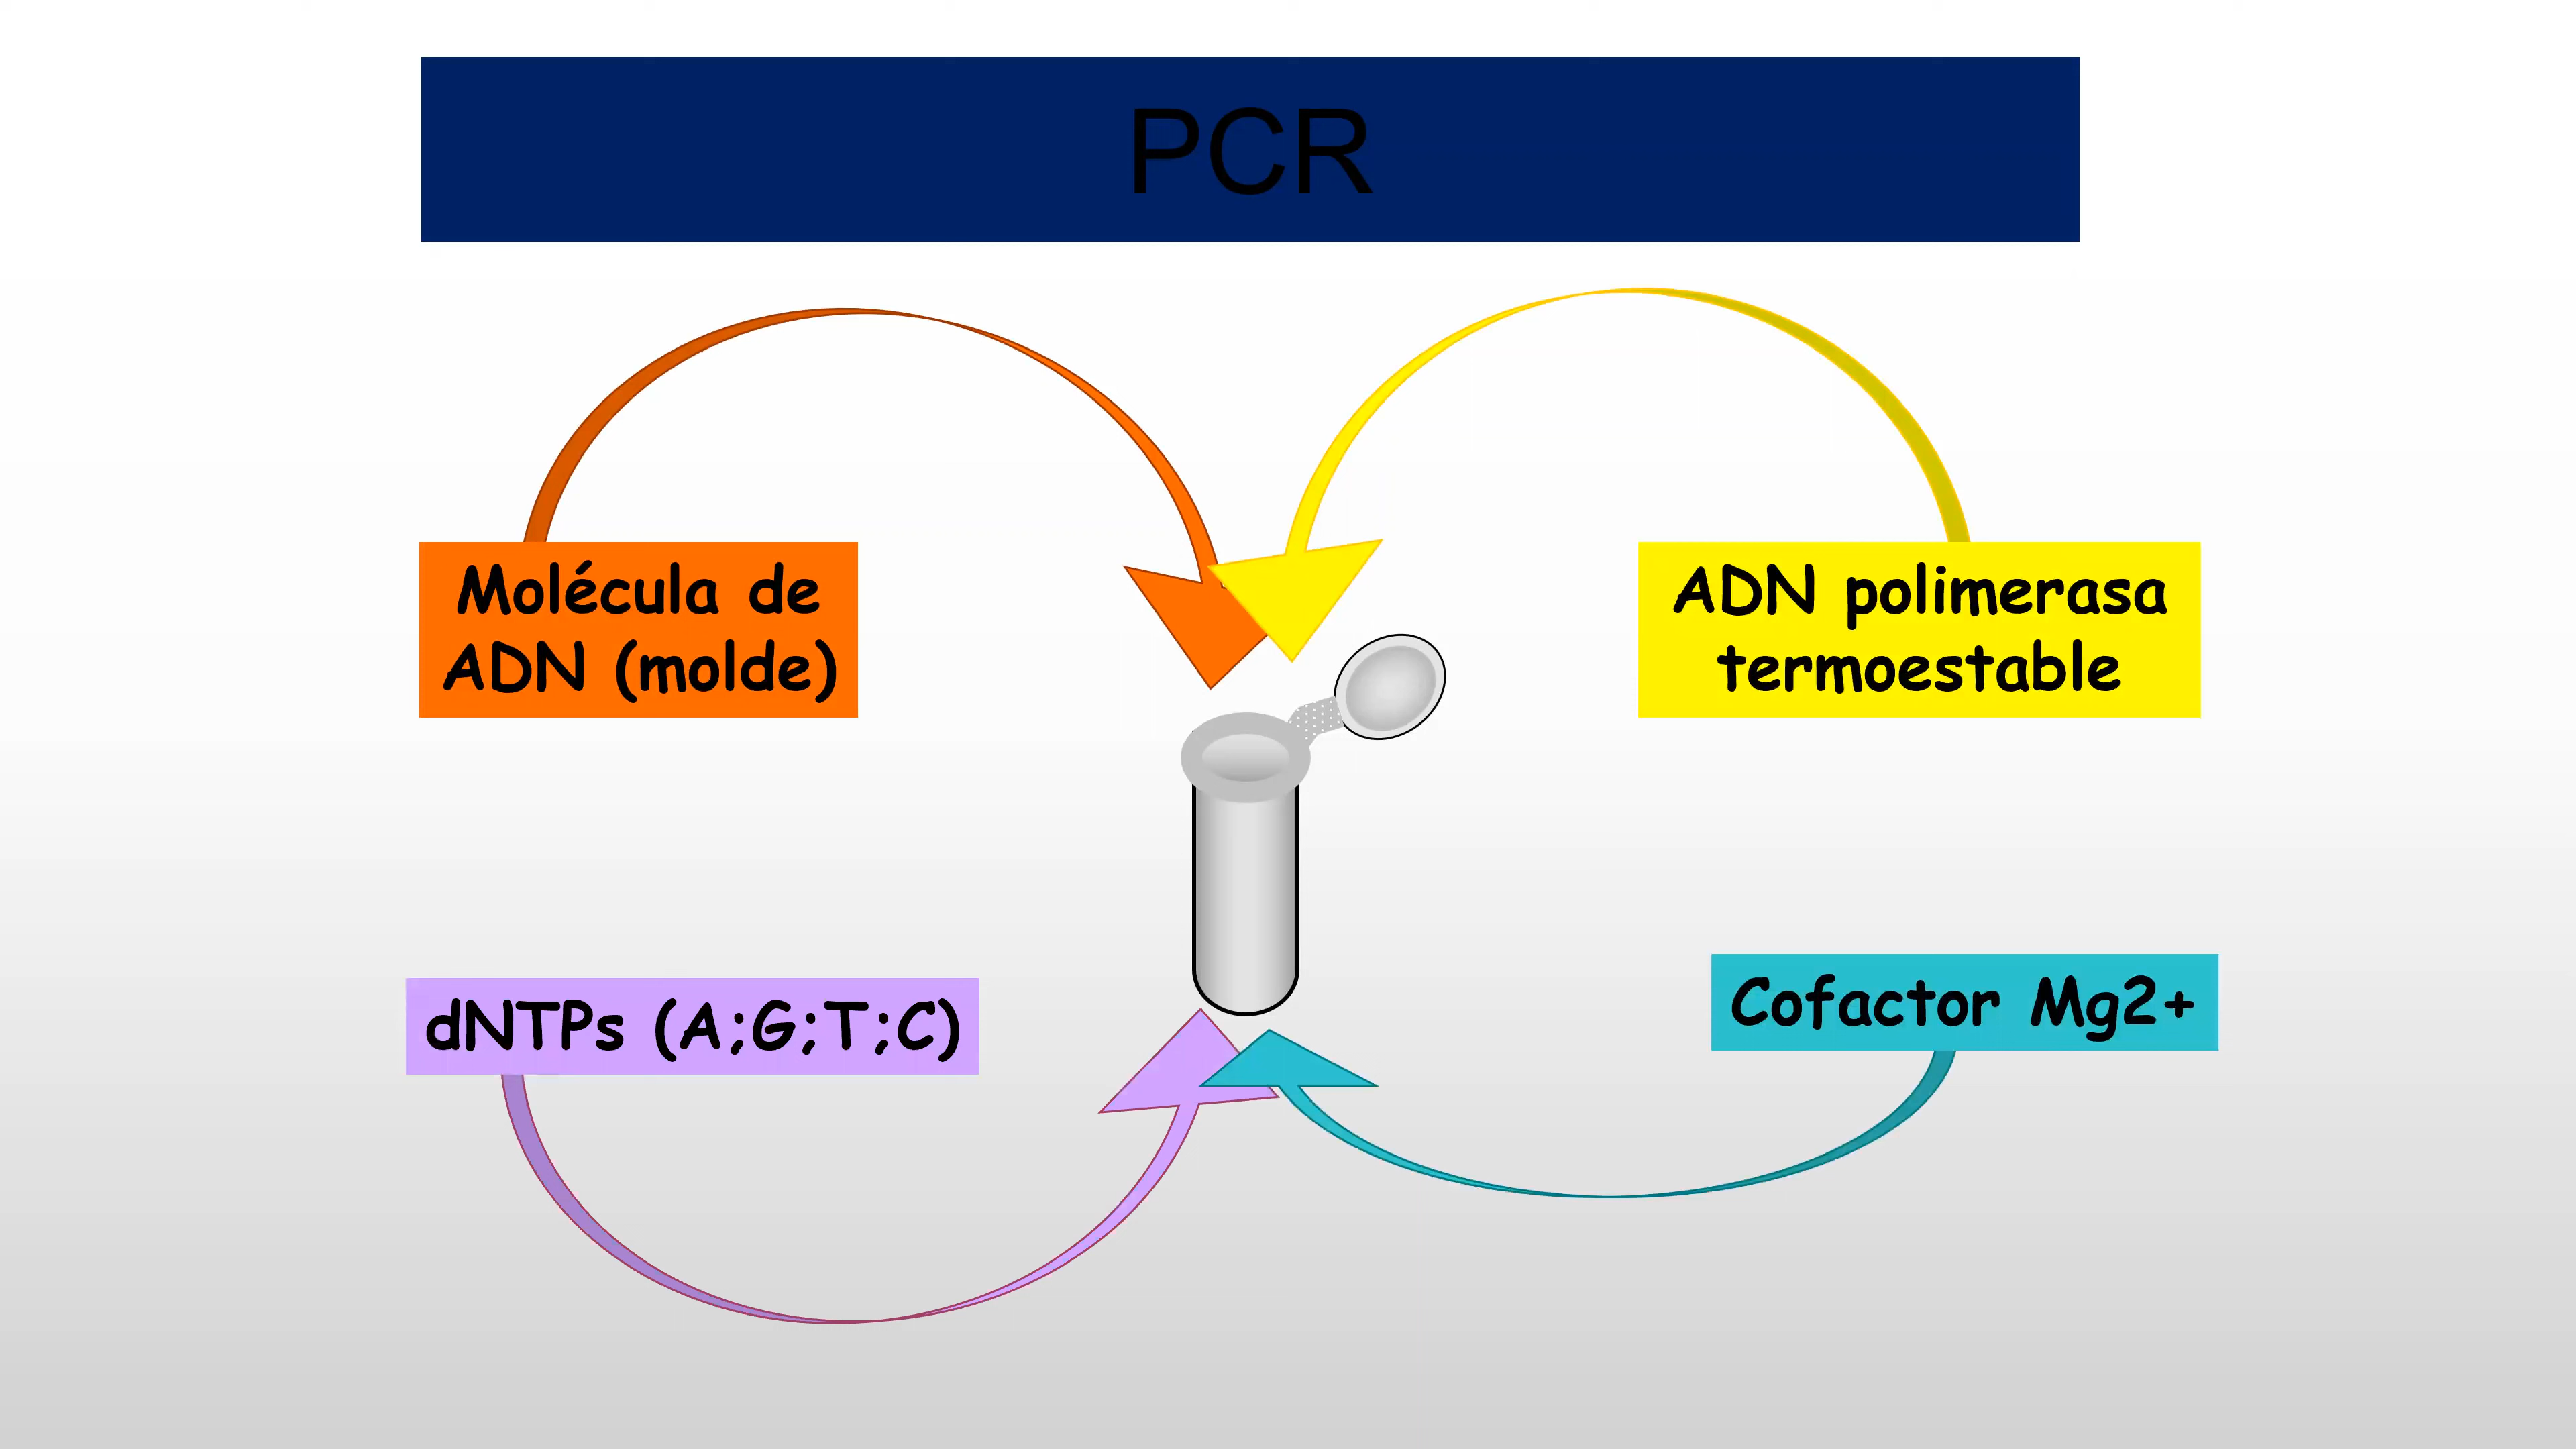 PCR
Molécula de
ADN (molde)
ADN polimerasa
termoestable
dNTPs (A;G;T;C)
Cofactor Mg2+